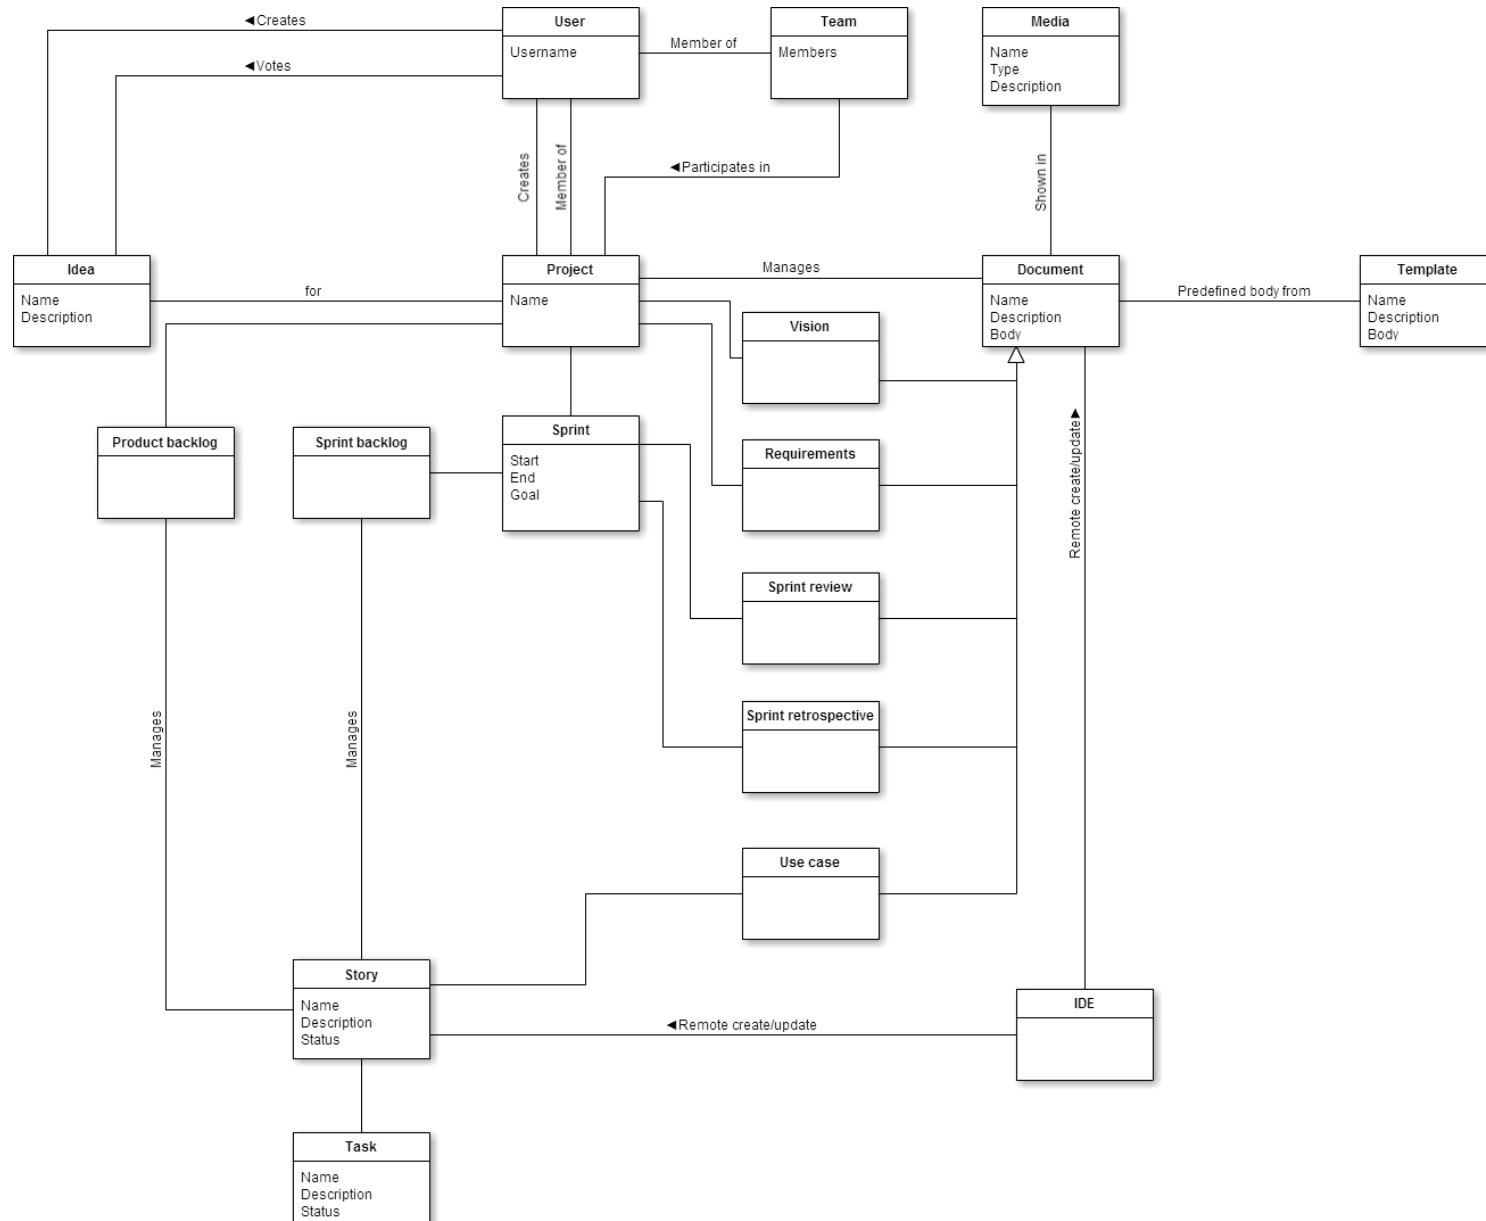 User
Username
Team
Members
Media
Name
Type
Description
◄Creates
◄Votes
Member of
Creates
Member of
◄Participates in
Shown in
Idea
Name
Description
for
Project
Name
Manages
Document
Name
Description
Body
Predefined body from
Template
Name
Description
Body
Vision
Product backlog
Sprint backlog
Sprint
Start
End
Goal
Requirements
Remote create/update►
Sprint review
Sprint retrospective
Manages
Manages
Use case
Story
Name
Description
Status
◄Remote create/update
IDE
Task
Name
Description
Status